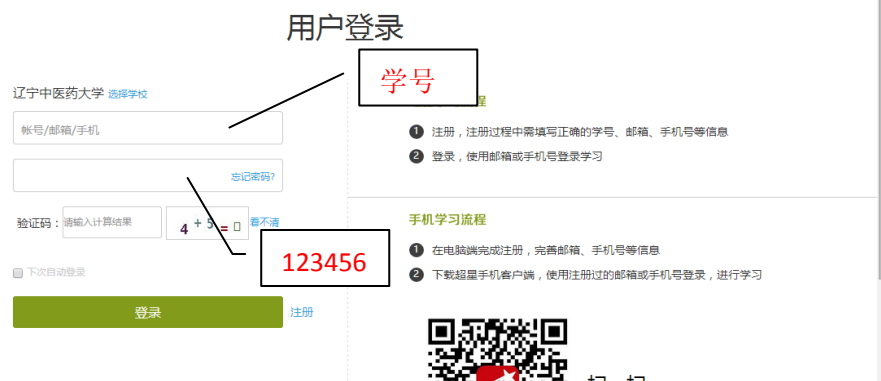 用户登录
学号
辽宁中医药大学 选择学校
帐号/邮箱/手机
忘记密码?
验证码：请输入计算结果 4 + 5 = 看不清
123456
下次自动登录
登录 注册
程
1 注册，注册过程中需填写正确的学号、邮箱、手机号等信息
2 登录，使用邮箱或手机号登录学习
手机学习流程
1 在电脑端完成注册，完善邮箱、手机号等信息
2 下载超星手机客户端，使用注册过的邮箱或手机号登录，进行学习